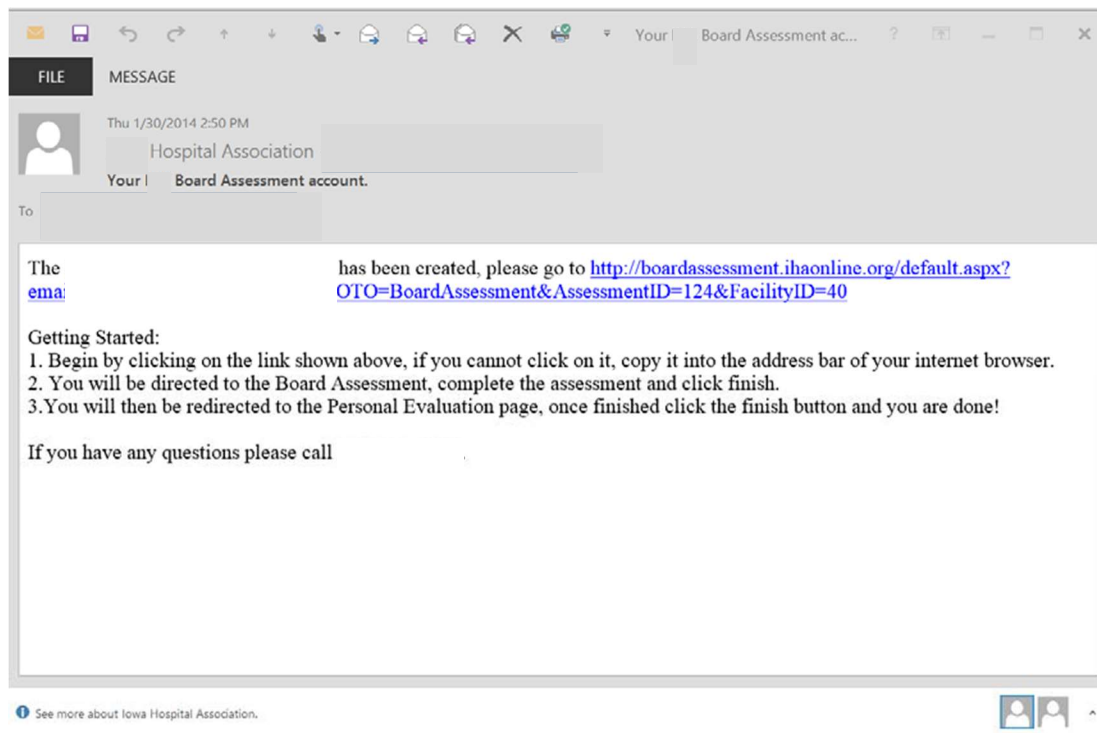 Your Board Assessment ac... ?
FILE MESSAGE
Thu 1/30/2014 2:50 PM
Hospital Association
Your Board Assessment account.
To
The has been created, please go to http://boardassessment.ihaonline.org/default.aspx?
emai OTO=BoardAssessment&AssessmentID=124&FacilityID=40
Getting Started:
1. Begin by clicking on the link shown above, if you cannot click on it, copy it into the address bar of your internet browser.
2. You will be directed to the Board Assessment, complete the assessment and click finish.
3.You will then be redirected to the Personal Evaluation page, once finished click the finish button and you are done!
If you have any questions please call
See more about Iowa Hospital Association.